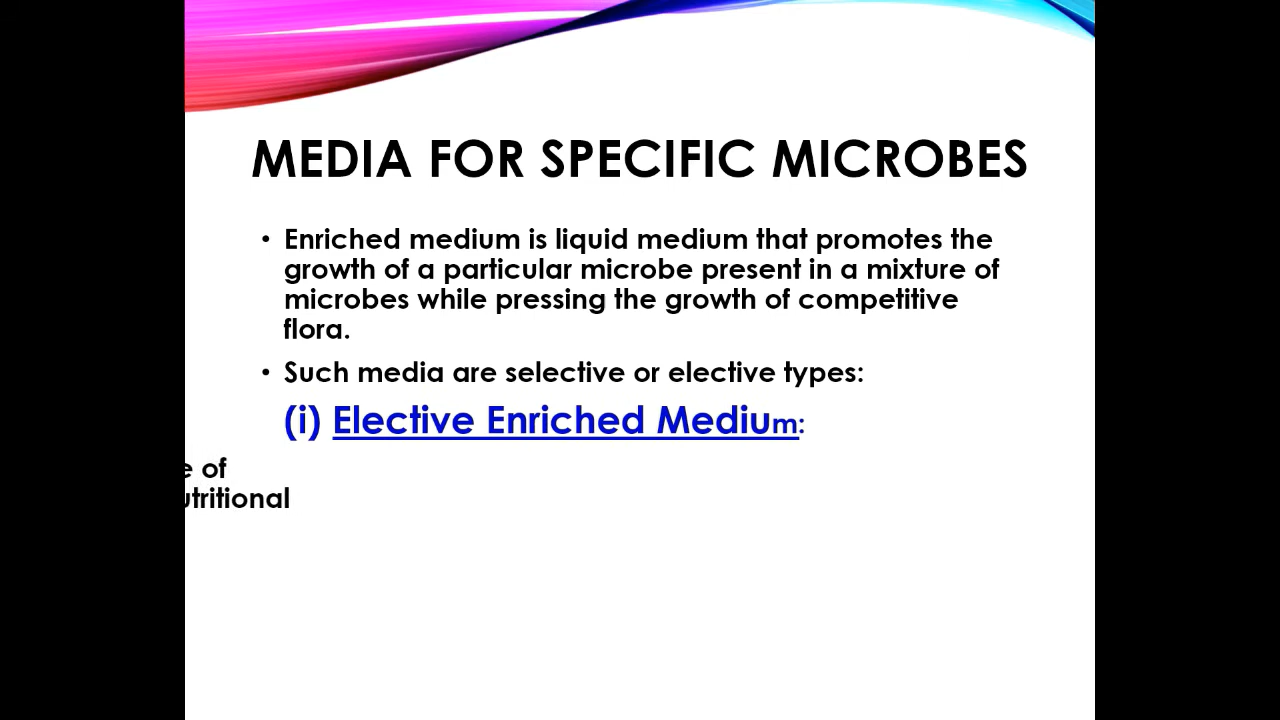 MEDIA FOR SPECIFIC MICROBES
• Enriched medium is liquid medium that promotes the
growth of a particular microbe present in a mixture of
microbes while pressing the growth of competitive
flora.
• Such media are selective or elective types:
(i) Elective Enriched Medium:
of